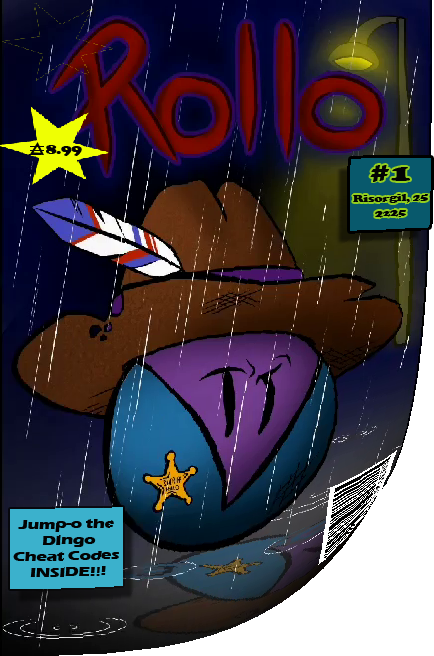 Rollo
8.99
#1
Risorgil, 25
2225
Jump-o the
Dingo
Cheat Codes
INSIDE!!!